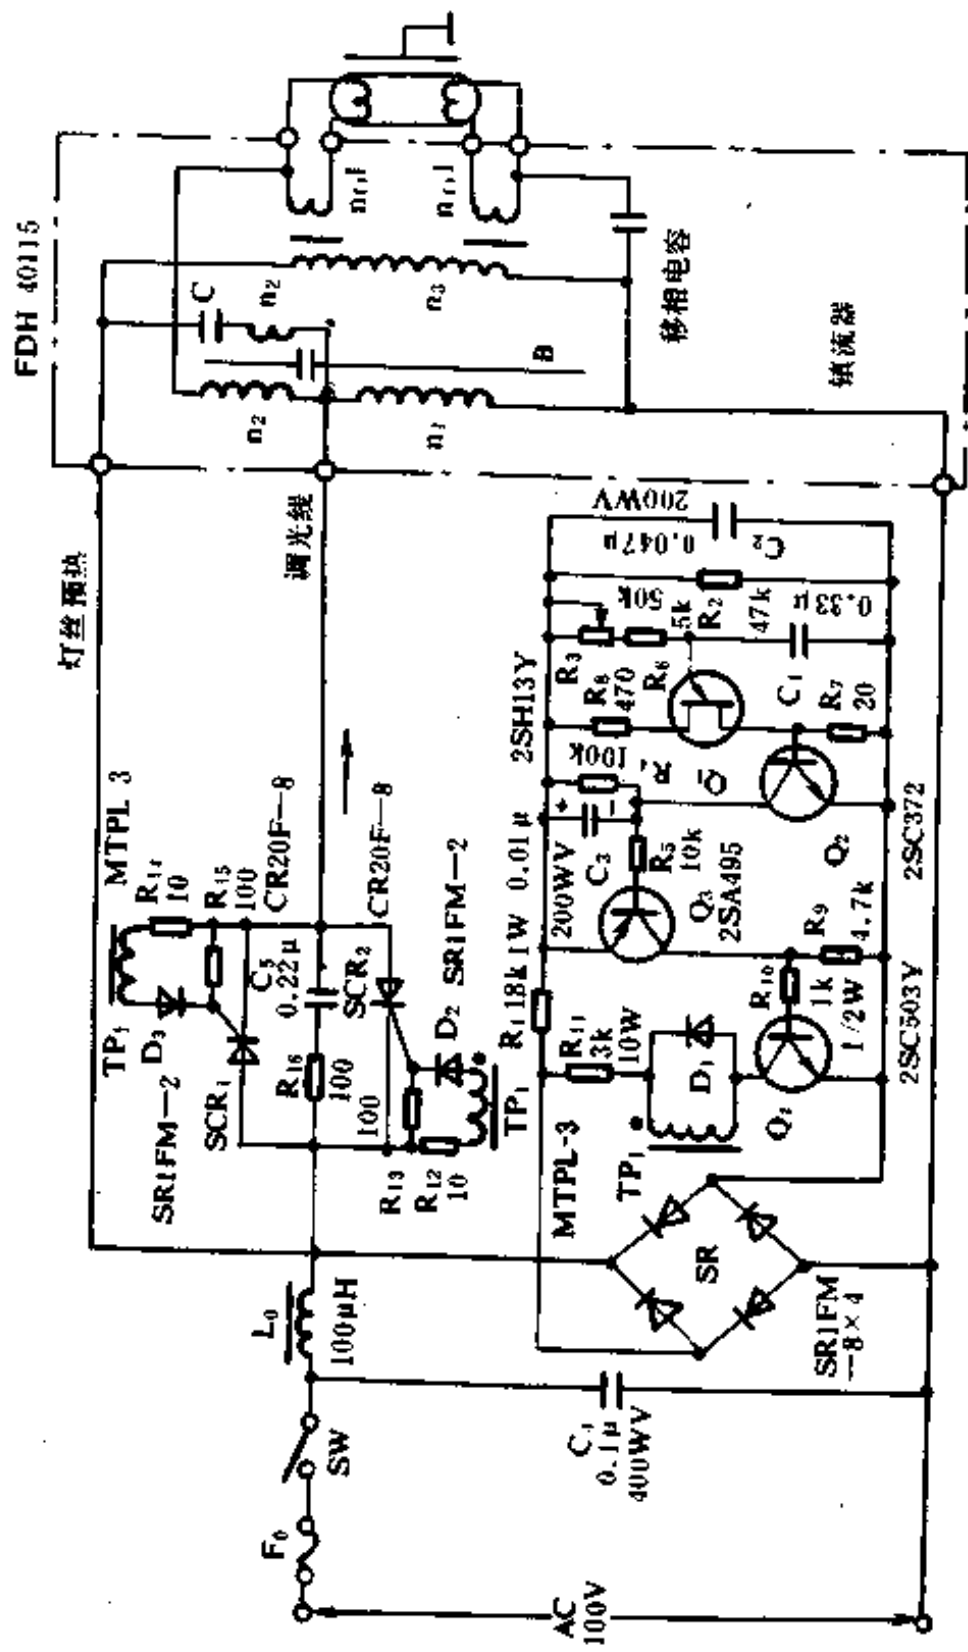 FDH 40115
灯丝预热
调光线
移相电容
镇流器
C
n₂
n₃
n₂
n₁
B
MTPL 3
TP₁
R₁₄
10
R₁₅
100
D₃
SR1FM—2
SCR₁
CR20F—8
C₅
0.22μ
R₁₆
100
SCR₂
CR20F—8
D₂
SR1FM—2
100
R₁₃
R₁₂
10
TP₁
F₀
SW
L₀
100μH
AC
100V
0.1μ
400WV
SR
SR1FM
—8×4
MTPL-3
TP₁
R₁ 18k 1W
R₁₁
3k
10W
D₁
R₁₀
1k
1/2W
2SC503Y
R₉
4.7k
Q₃
2SA495
R₅
10k
C₃
0.01μ
200WV
R₄
100k
2SH13Y
Q₁
Q₂
2SC372
R₈
470
R₃
50k
R₆
5k
C₁
0.33μ
R₇
20
R₂
47k
C₂
0.047μ
200WV